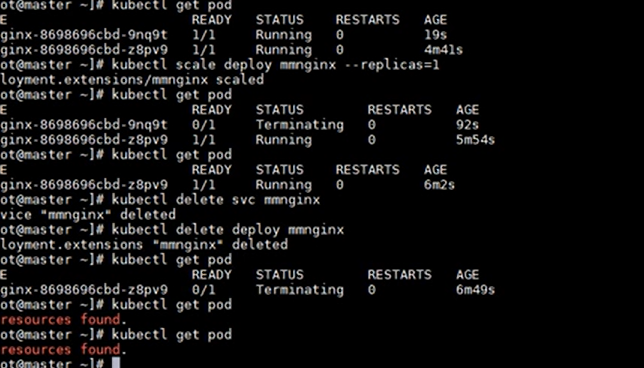 ot@master ~]# kubectl get pod
E READY STATUS RESTARTS AGE
ginx-8698696cbd-9nq9t 1/1 Running 0 19s
ginx-8698696cbd-z8pv9 1/1 Running 0 4m41s
ot@master ~]# kubectl scale deploy mmnginx --replicas=1
loyment.extensions/mmnginx scaled
ot@master ~]# kubectl get pod
E READY STATUS RESTARTS AGE
ginx-8698696cbd-9nq9t 0/1 Terminating 0 92s
ginx-8698696cbd-z8pv9 1/1 Running 0 5m54s
ot@master ~]# kubectl get pod
E READY STATUS RESTARTS AGE
ginx-8698696cbd-z8pv9 1/1 Running 0 6m2s
ot@master ~]# kubectl delete svc mmnginx
vice "mmnginx" deleted
ot@master ~]# kubectl delete deploy mmnginx
loyment.extensions "mmnginx" deleted
ot@master ~]# kubectl get pod
E READY STATUS RESTARTS AGE
ginx-8698696cbd-z8pv9 0/1 Terminating 0 6m49s
ot@master ~]# kubectl get pod
resources found.
ot@master ~]# kubectl get pod
resources found.
ot@master ~]#